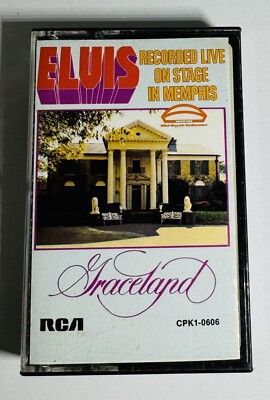 ELVIS
RECORDED LIVE
ON STAGE
IN MEMPHIS
Graceland
RCA
CPK1-0606